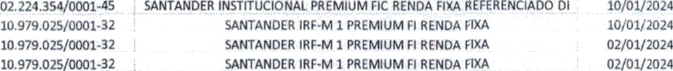 02.224.354/0001-45 SANTANDER INSTITUCIONAL PREMIUM FIC RENDA FIXA REFERENCIADO DI 10/01/2024
10.979.025/0001-32 SANTANDER IRF-M 1 PREMIUM FI RENDA FIXA 10/01/2024
10.979.025/0001-32 SANTANDER IRF-M 1 PREMIUM FI RENDA FIXA 02/01/2024
10.979.025/0001-32 SANTANDER IRF-M 1 PREMIUM FI RENDA FIXA 02/01/2024